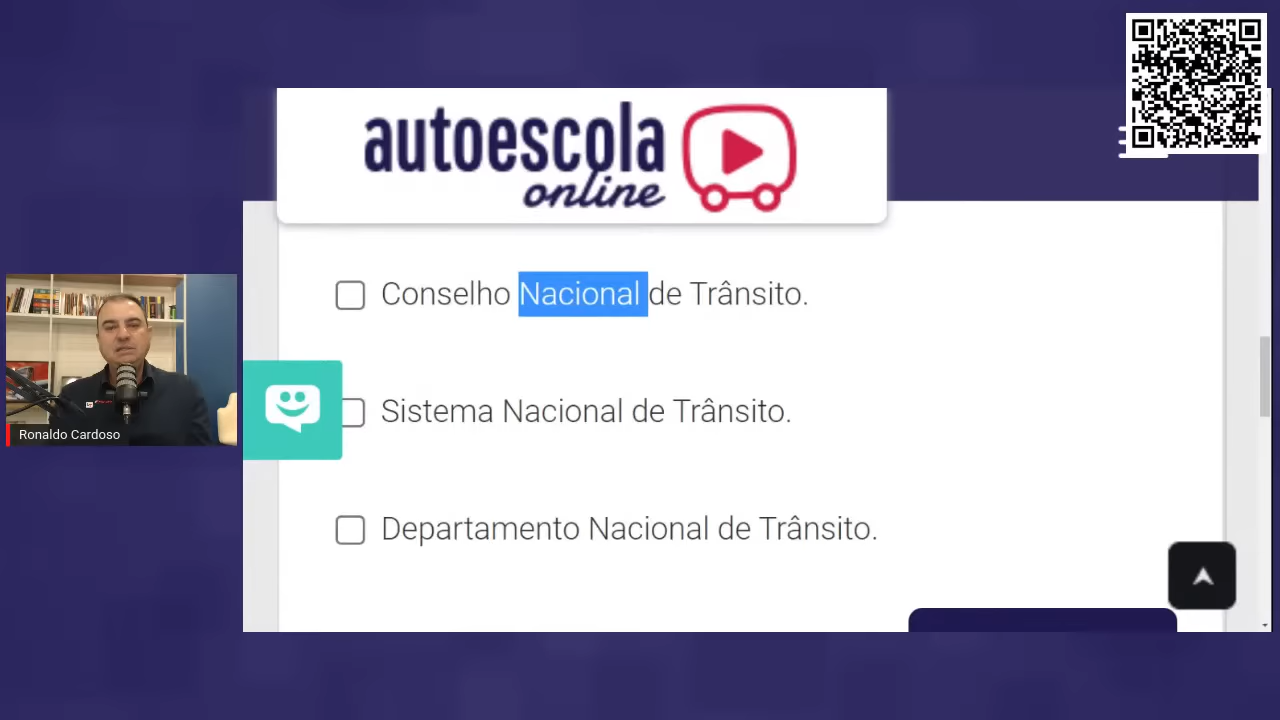 autoescola
online
Conselho Nacional de Trânsito.
Sistema Nacional de Trânsito.
Ronaldo Cardoso
Departamento Nacional de Trânsito.